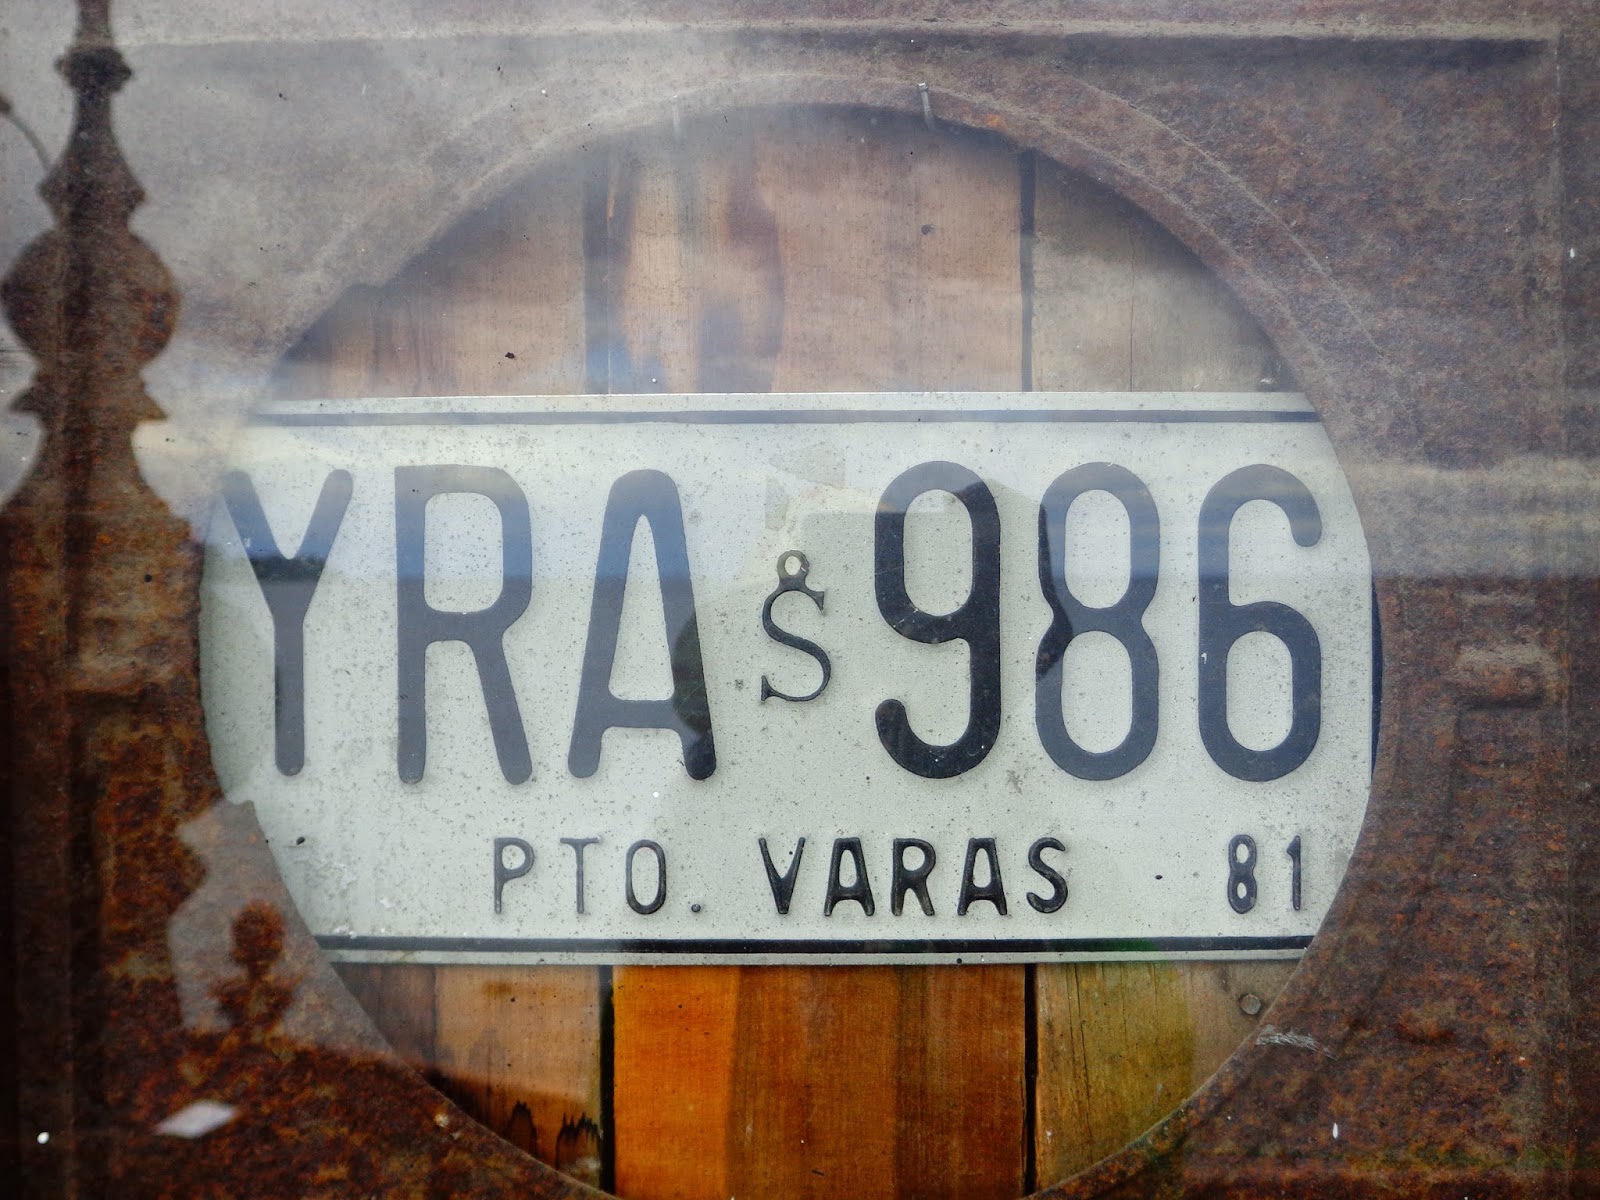 YRA S 986
PTO. VARAS 81